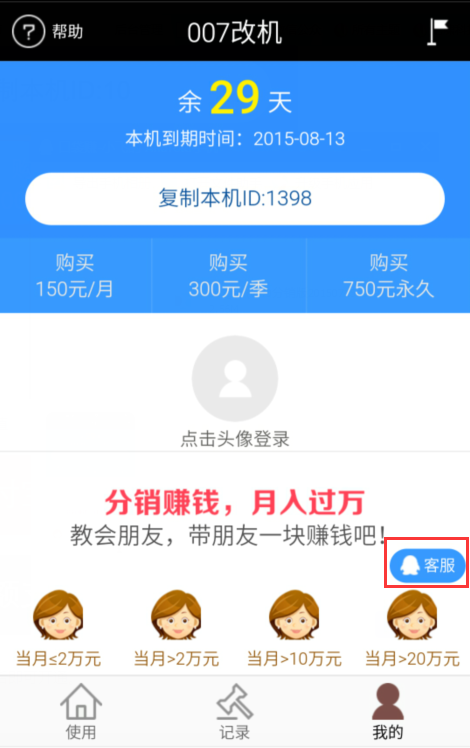 ? 帮助
007改机
余 29 天
本机到期时间：2015-08-13
复制本机ID:1398
购买
150元/月
购买
300元/季
购买
750元永久
点击头像登录
分销赚钱，月入过万
教会朋友，带朋友一块赚钱吧！
客服
当月≤2万元
当月>2万元
当月>10万元
当月>20万元
使用
记录
我的